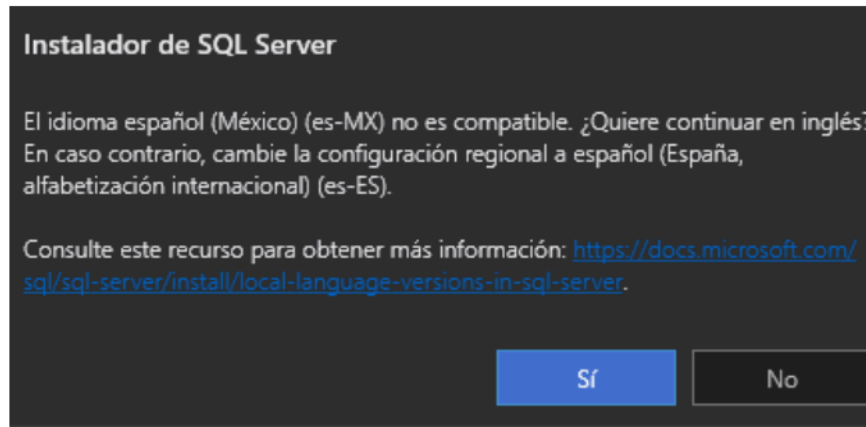 Instalador de SQL Server
El idioma español (México) (es-MX) no es compatible. ¿Quiere continuar en inglés?
En caso contrario, cambie la configuración regional a español (España,
alfabetización internacional) (es-ES).
Consulte este recurso para obtener más información: https://docs.microsoft.com/
sql/sql-server/install/local-language-versions-in-sql-server.
Sí
No